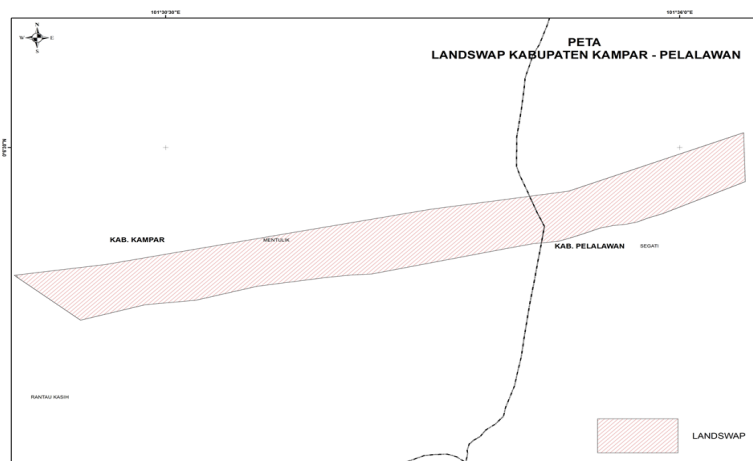 101°30'30"E
101°36'0"E
N
W
E
S
PETA
LANDSWAP KABUPATEN KAMPAR - PELALAWAN
KAB. KAMPAR
MENTULIK
KAB. PELALAWAN
SEGATI
RANTAU KASIH
LANDSWAP